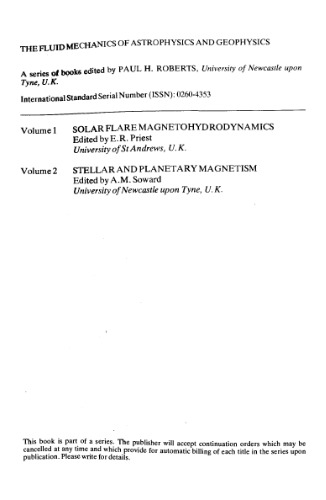 THE FLUID MECHANICS OF ASTROPHYSICS AND GEOPHYSICS
A series of books edited by PAUL H. ROBERTS, University of Newcastle upon
Tyne, U.K.
International Standard Serial Number (ISSN): 0260-4353
Volume 1 SOLAR FLARE MAGNETOHYDRODYNAMICS
Edited by E.R. Priest
University of St Andrews, U.K.
Volume 2 STELLAR AND PLANETARY MAGNETISM
Edited by A.M. Soward
University of Newcastle upon Tyne, U.K.
This book is part of a series. The publisher will accept continuation orders which may be
cancelled at any time and which provide for automatic billing of each title in the series upon
publication. Please write for details.